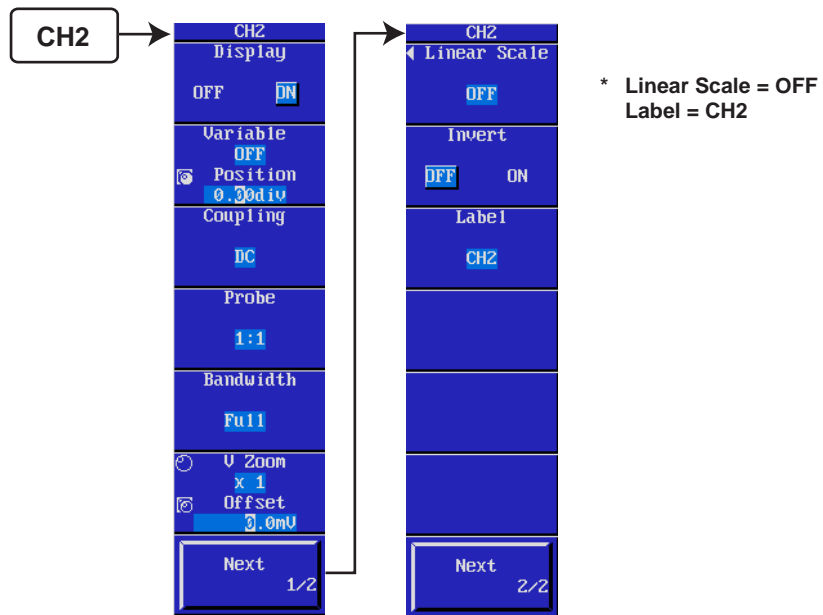 CH2
CH2
Display
OFF ON
Variable
OFF
Position
0.00div
Coupling
DC
Probe
1:1
Bandwidth
Full
V Zoom
x 1
Offset
0.0mV
Next
1/2
CH2
Linear Scale
OFF
Invert
OFF ON
Label
CH2
Next
2/2
* Linear Scale = OFF
Label = CH2